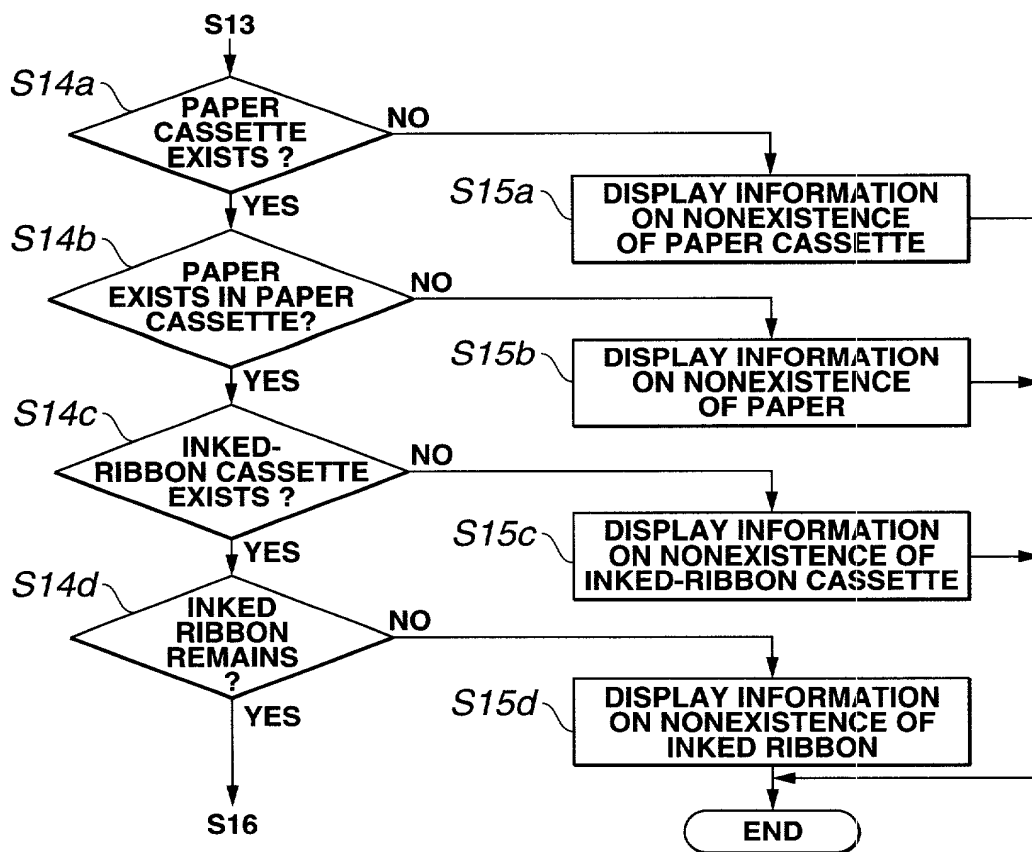 S13
S14a
PAPER
CASSETTE
EXISTS ?
NO
YES
S15a
DISPLAY INFORMATION
ON NONEXISTENCE
OF PAPER CASSETTE
S14b
PAPER
EXISTS IN PAPER
CASSETTE?
NO
YES
S15b
DISPLAY INFORMATION
ON NONEXISTENCE
OF PAPER
S14c
INKED-
RIBBON CASSETTE
EXISTS ?
NO
YES
S15c
DISPLAY INFORMATION
ON NONEXISTENCE OF
INKED-RIBBON CASSETTE
S14d
INKED
RIBBON
REMAINS
?
NO
YES
S15d
DISPLAY INFORMATION
ON NONEXISTENCE OF
INKED RIBBON
S16
END